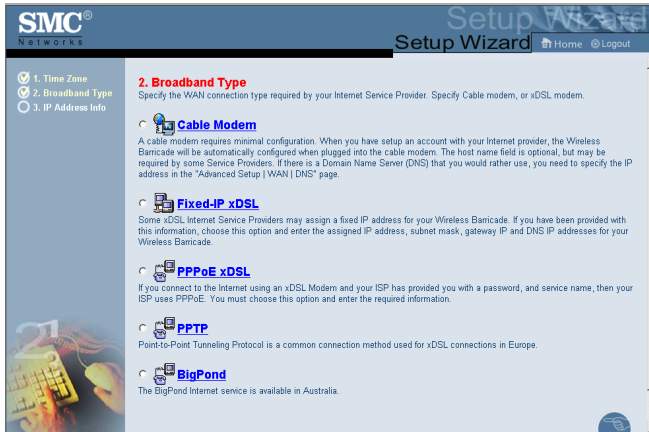 SMC®
Networks
Setup Wizard
Setup Wizard
Home
Logout
1. Time Zone
2. Broadband Type
3. IP Address Info
2. Broadband Type
Specify the WAN connection type required by your Internet Service Provider. Specify Cable modem, or xDSL modem.
Cable Modem
A cable modem requires minimal configuration. When you have setup an account with your Internet provider, the Wireless
Barricade will be automatically configured when plugged into the cable modem. The host name field is optional, but may be
required by some Service Providers. If there is a Domain Name Server (DNS) that you would rather use, you need to specify the IP
address in the "Advanced Setup | WAN | DNS" page.
Fixed-IP xDSL
Some xDSL Internet Service Providers may assign a fixed IP address for your Wireless Barricade. If you have been provided with
this information, choose this option and enter the assigned IP address, subnet mask, gateway IP and DNS IP addresses for your
Wireless Barricade.
PPPoE xDSL
If you connect to the Internet using an xDSL Modem and your ISP has provided you with a password, and service name, then your
ISP uses PPPoE. You must choose this option and enter the required information.
PPTP
Point-to-Point Tunneling Protocol is a common connection method used for xDSL connections in Europe.
BigPond
The BigPond Internet service is available in Australia.